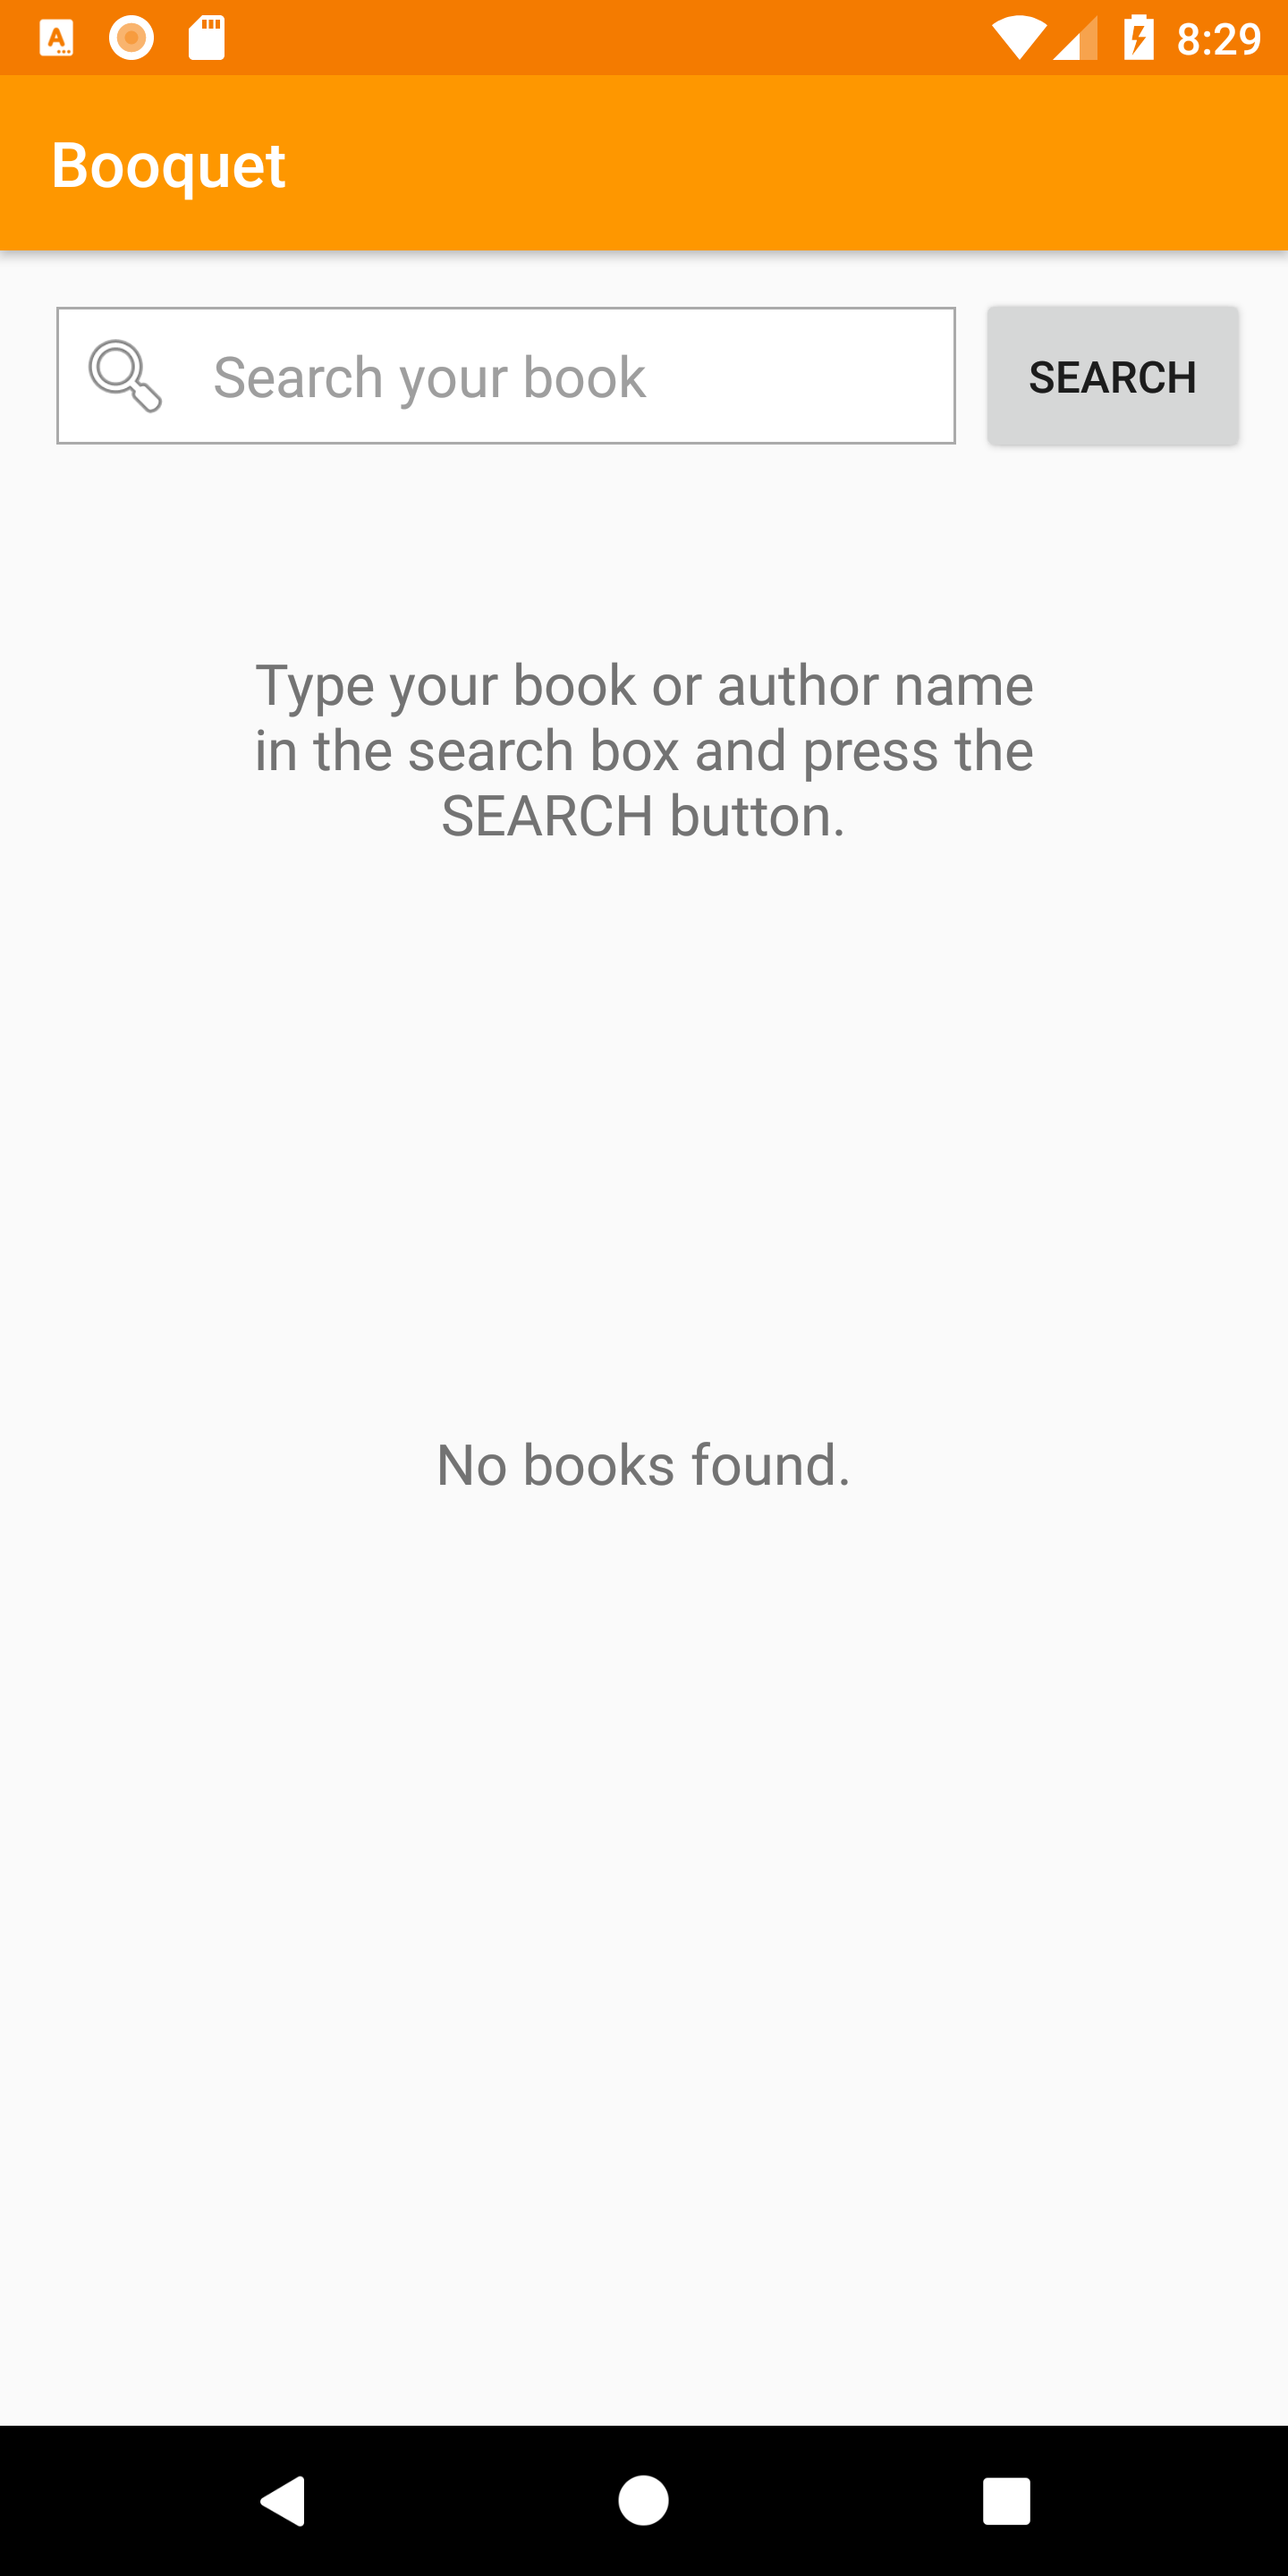 8:29
Booquet
Search your book
SEARCH
Type your book or author name
in the search box and press the
SEARCH button.
No books found.